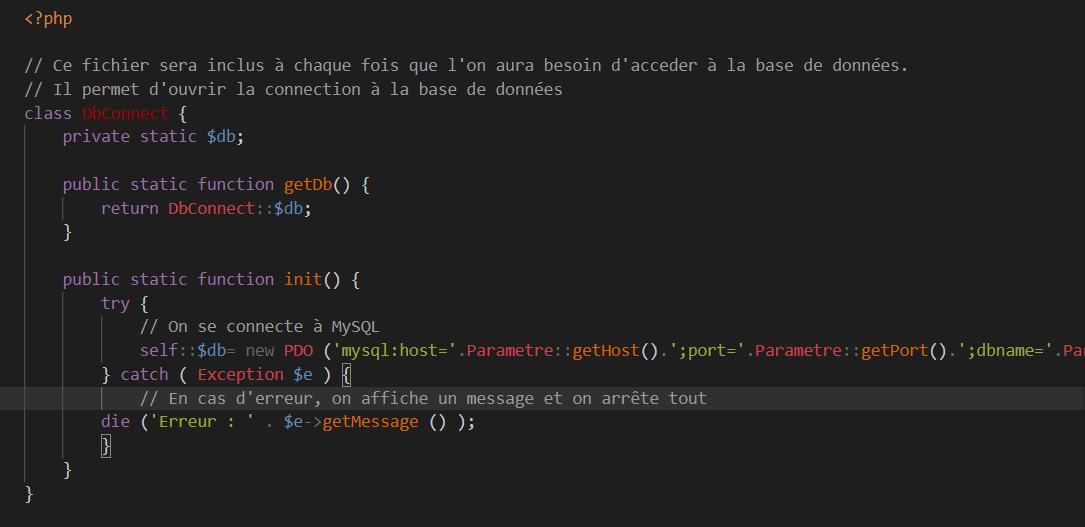 <?php
// Ce fichier sera inclus à chaque fois que l'on aura besoin d'acceder à la base de données.
// Il permet d'ouvrir la connection à la base de données
class DbConnect {
    private static $db;
    public static function getDb() {
        return DbConnect::$db;
    }
    public static function init() {
        try {
            // On se connecte à MySQL
            self::$db= new PDO ('mysql:host='.Parametre::getHost().';port='.Parametre::getPort().';dbname='.Pa
        } catch ( Exception $e ) {
            // En cas d'erreur, on affiche un message et on arrête tout
        die ('Erreur : ' . $e->getMessage () );
        }
    }
}